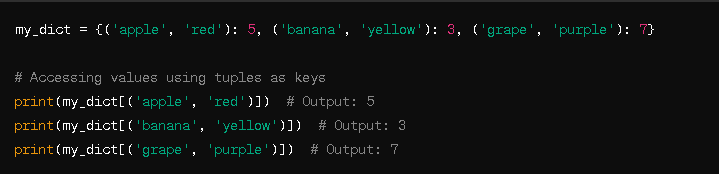 my_dict = {('apple', 'red'): 5, ('banana', 'yellow'): 3, ('grape', 'purple'): 7}
# Accessing values using tuples as keys
print(my_dict[('apple', 'red')])  # Output: 5
print(my_dict[('banana', 'yellow')])  # Output: 3
print(my_dict[('grape', 'purple')])  # Output: 7